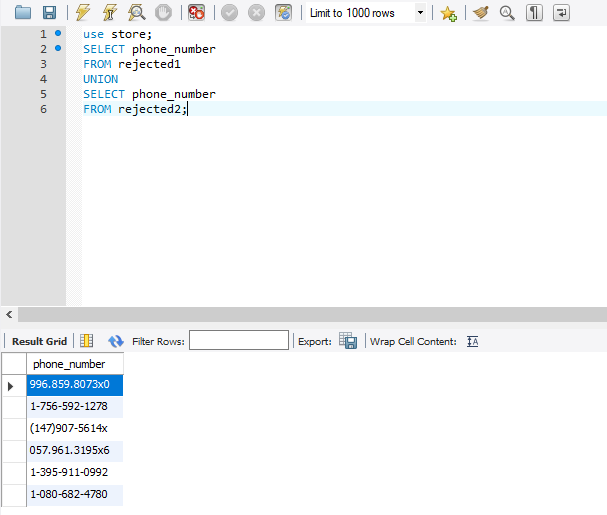 Limit to 1000 rows
1 use store;
2 SELECT phone_number
3 FROM rejected1
4 UNION
5 SELECT phone_number
6 FROM rejected2;
Result Grid Filter Rows: Export: Wrap Cell Content: IA
phone_number
996.859.8073x0
1-756-592-1278
(147)907-5614x
057.961.3195x6
1-395-911-0992
1-080-682-4780